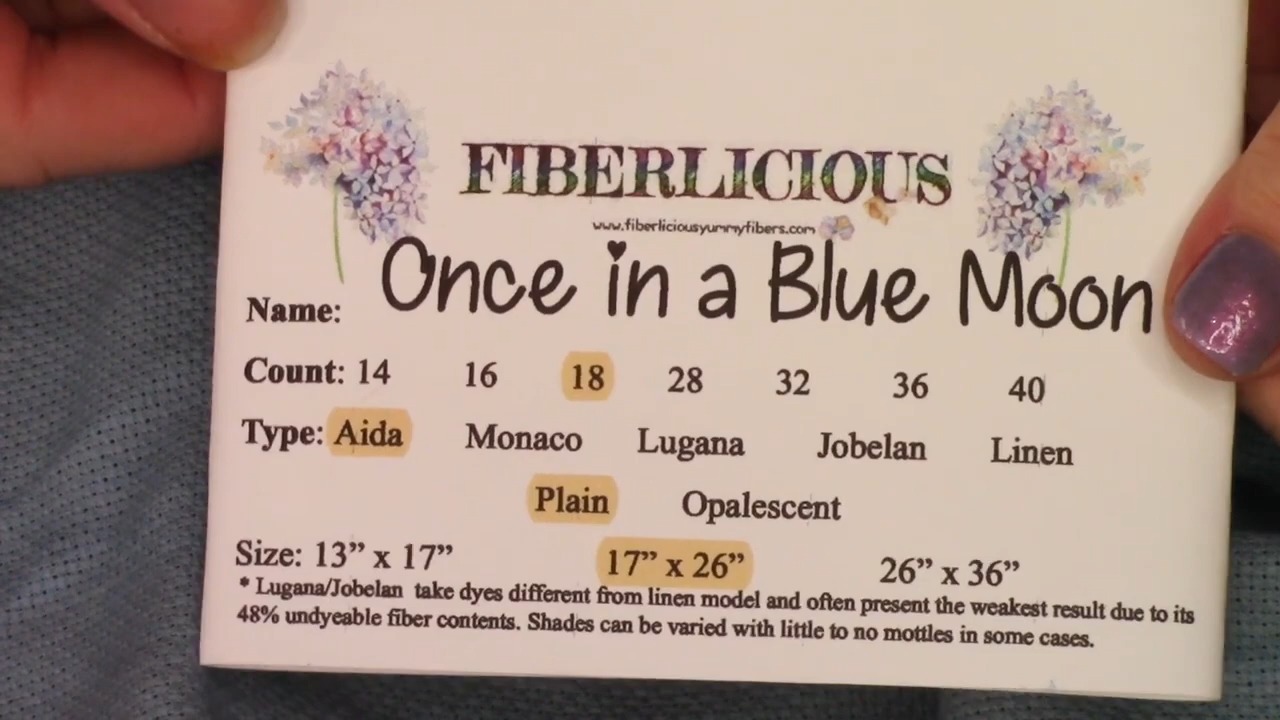 FIBERLICIOUS
www.fiberliciousyummyfibers.com
Name: Once in a Blue Moon
Count: 14 16 18 28 32 36 40
Type: Aida Monaco Lugana Jobelan Linen
Plain Opalescent
Size: 13” x 17” 17” x 26” 26” x 36”
* Lugana/Jobelan take dyes different from linen model and often present the weakest result due to its
48% undyeable fiber contents. Shades can be varied with little to no mottles in some cases.